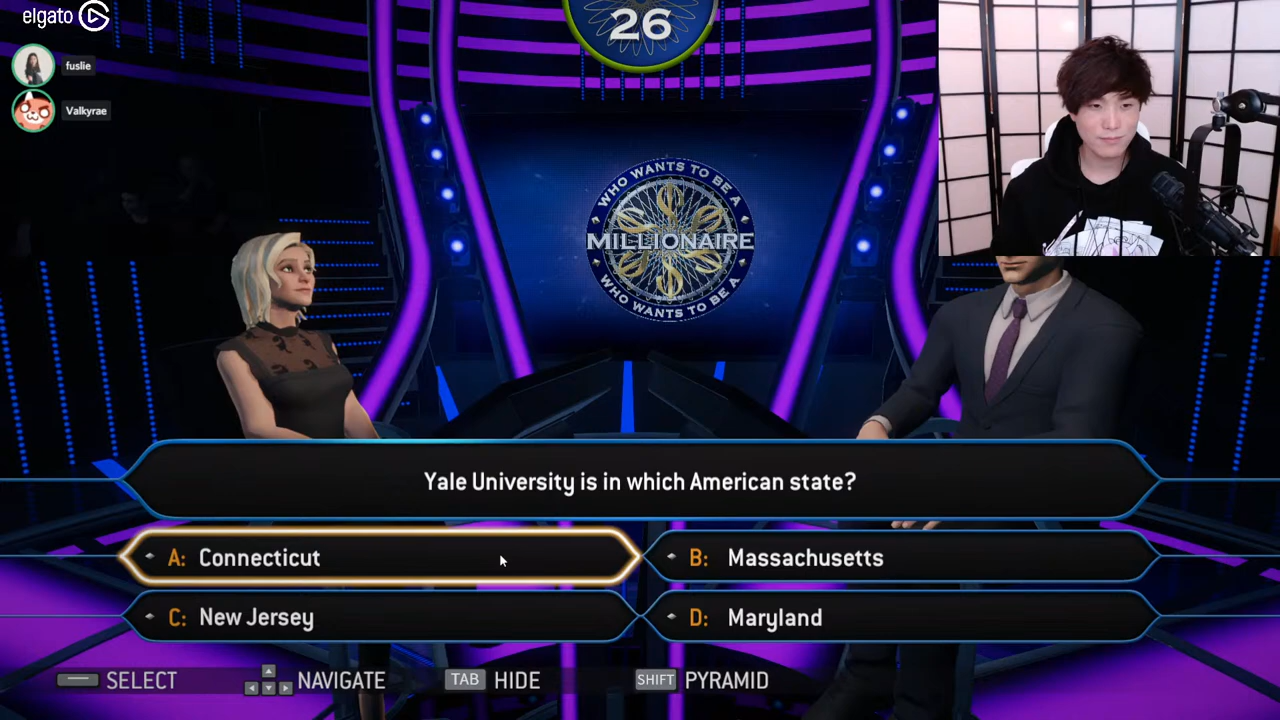 elgato
fuslie
Valkyrae
26
WHO WANTS TO BE A
MILLIONAIRE
WHO WANTS TO BE A
Yale University is in which American state?
A: Connecticut
B: Massachusetts
C: New Jersey
D: Maryland
SELECT
NAVIGATE
TAB HIDE
SHIFT PYRAMID